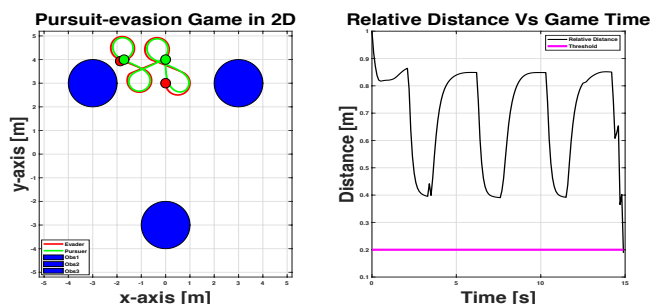 Pursuit-evasion Game in 2D
5
4
3
2
1
0
-1
-2
-3
-4
-5
y-axis [m]
Evader
Pursuer
Obs1
Obs2
Obs3
-5 -4 -3 -2 -1 0 1 2 3 4 5
x-axis [m]
Relative Distance Vs Game Time
Relative Distance
Threshold
1
0.9
0.8
0.7
0.6
0.5
0.4
0.3
0.2
0.1
Distance [m]
0 5 10 15
Time [s]